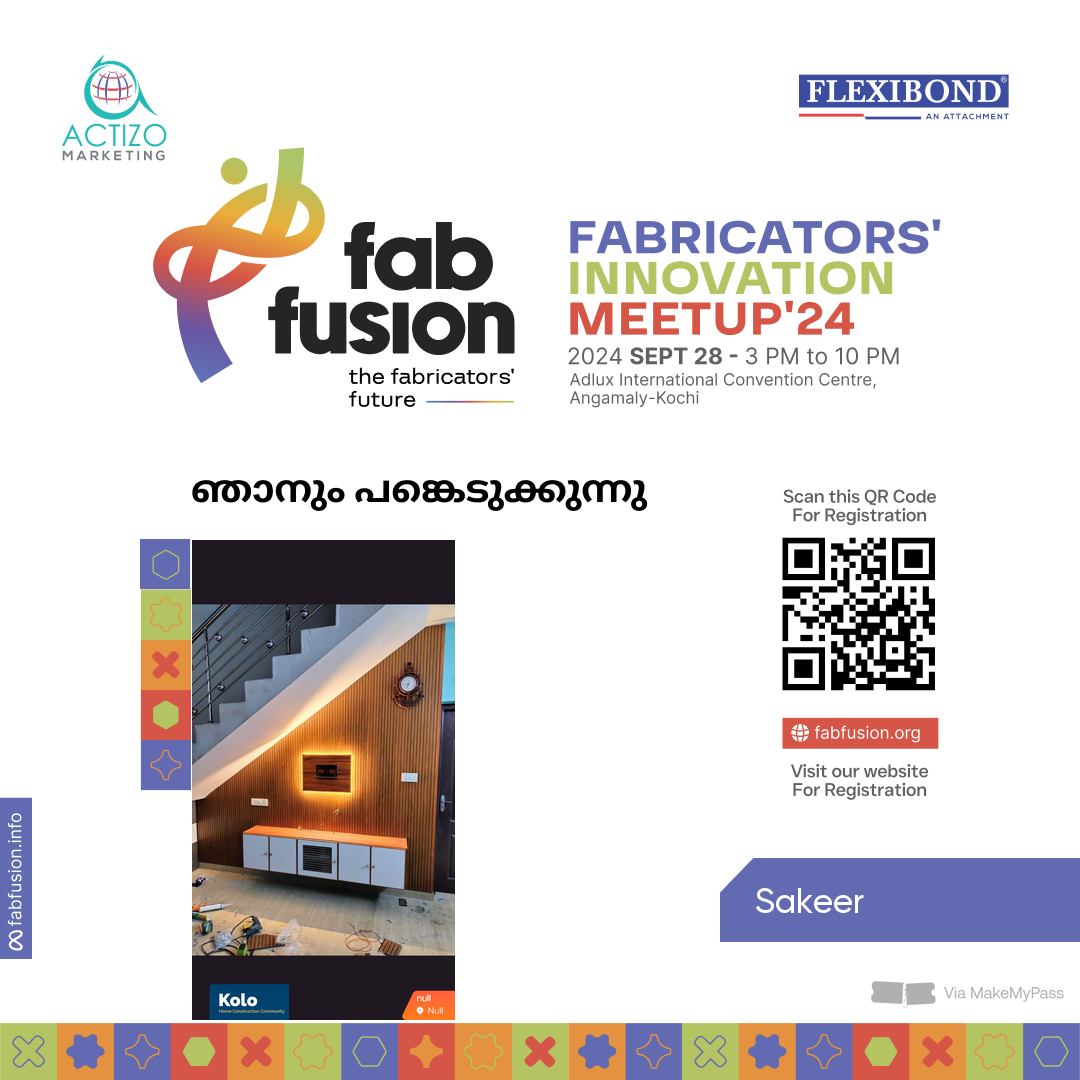 ACTIZO
MARKETING
FLEXIBOND®
AN ATTACHMENT
fab
fusion
the fabricators'
future
FABRICATORS'
INNOVATION
MEETUP'24
2024 SEPT 28 - 3 PM to 10 PM
Adlux International Convention Centre,
Angamaly-Kochi
ഞാനും പങ്കെടുക്കുന്നു
Scan this QR Code
For Registration
fabfusion.org
Visit our website
For Registration
fabfusion.info
Sakeer
Kolo
Home Construction Community
null
Null
Via MakeMyPass